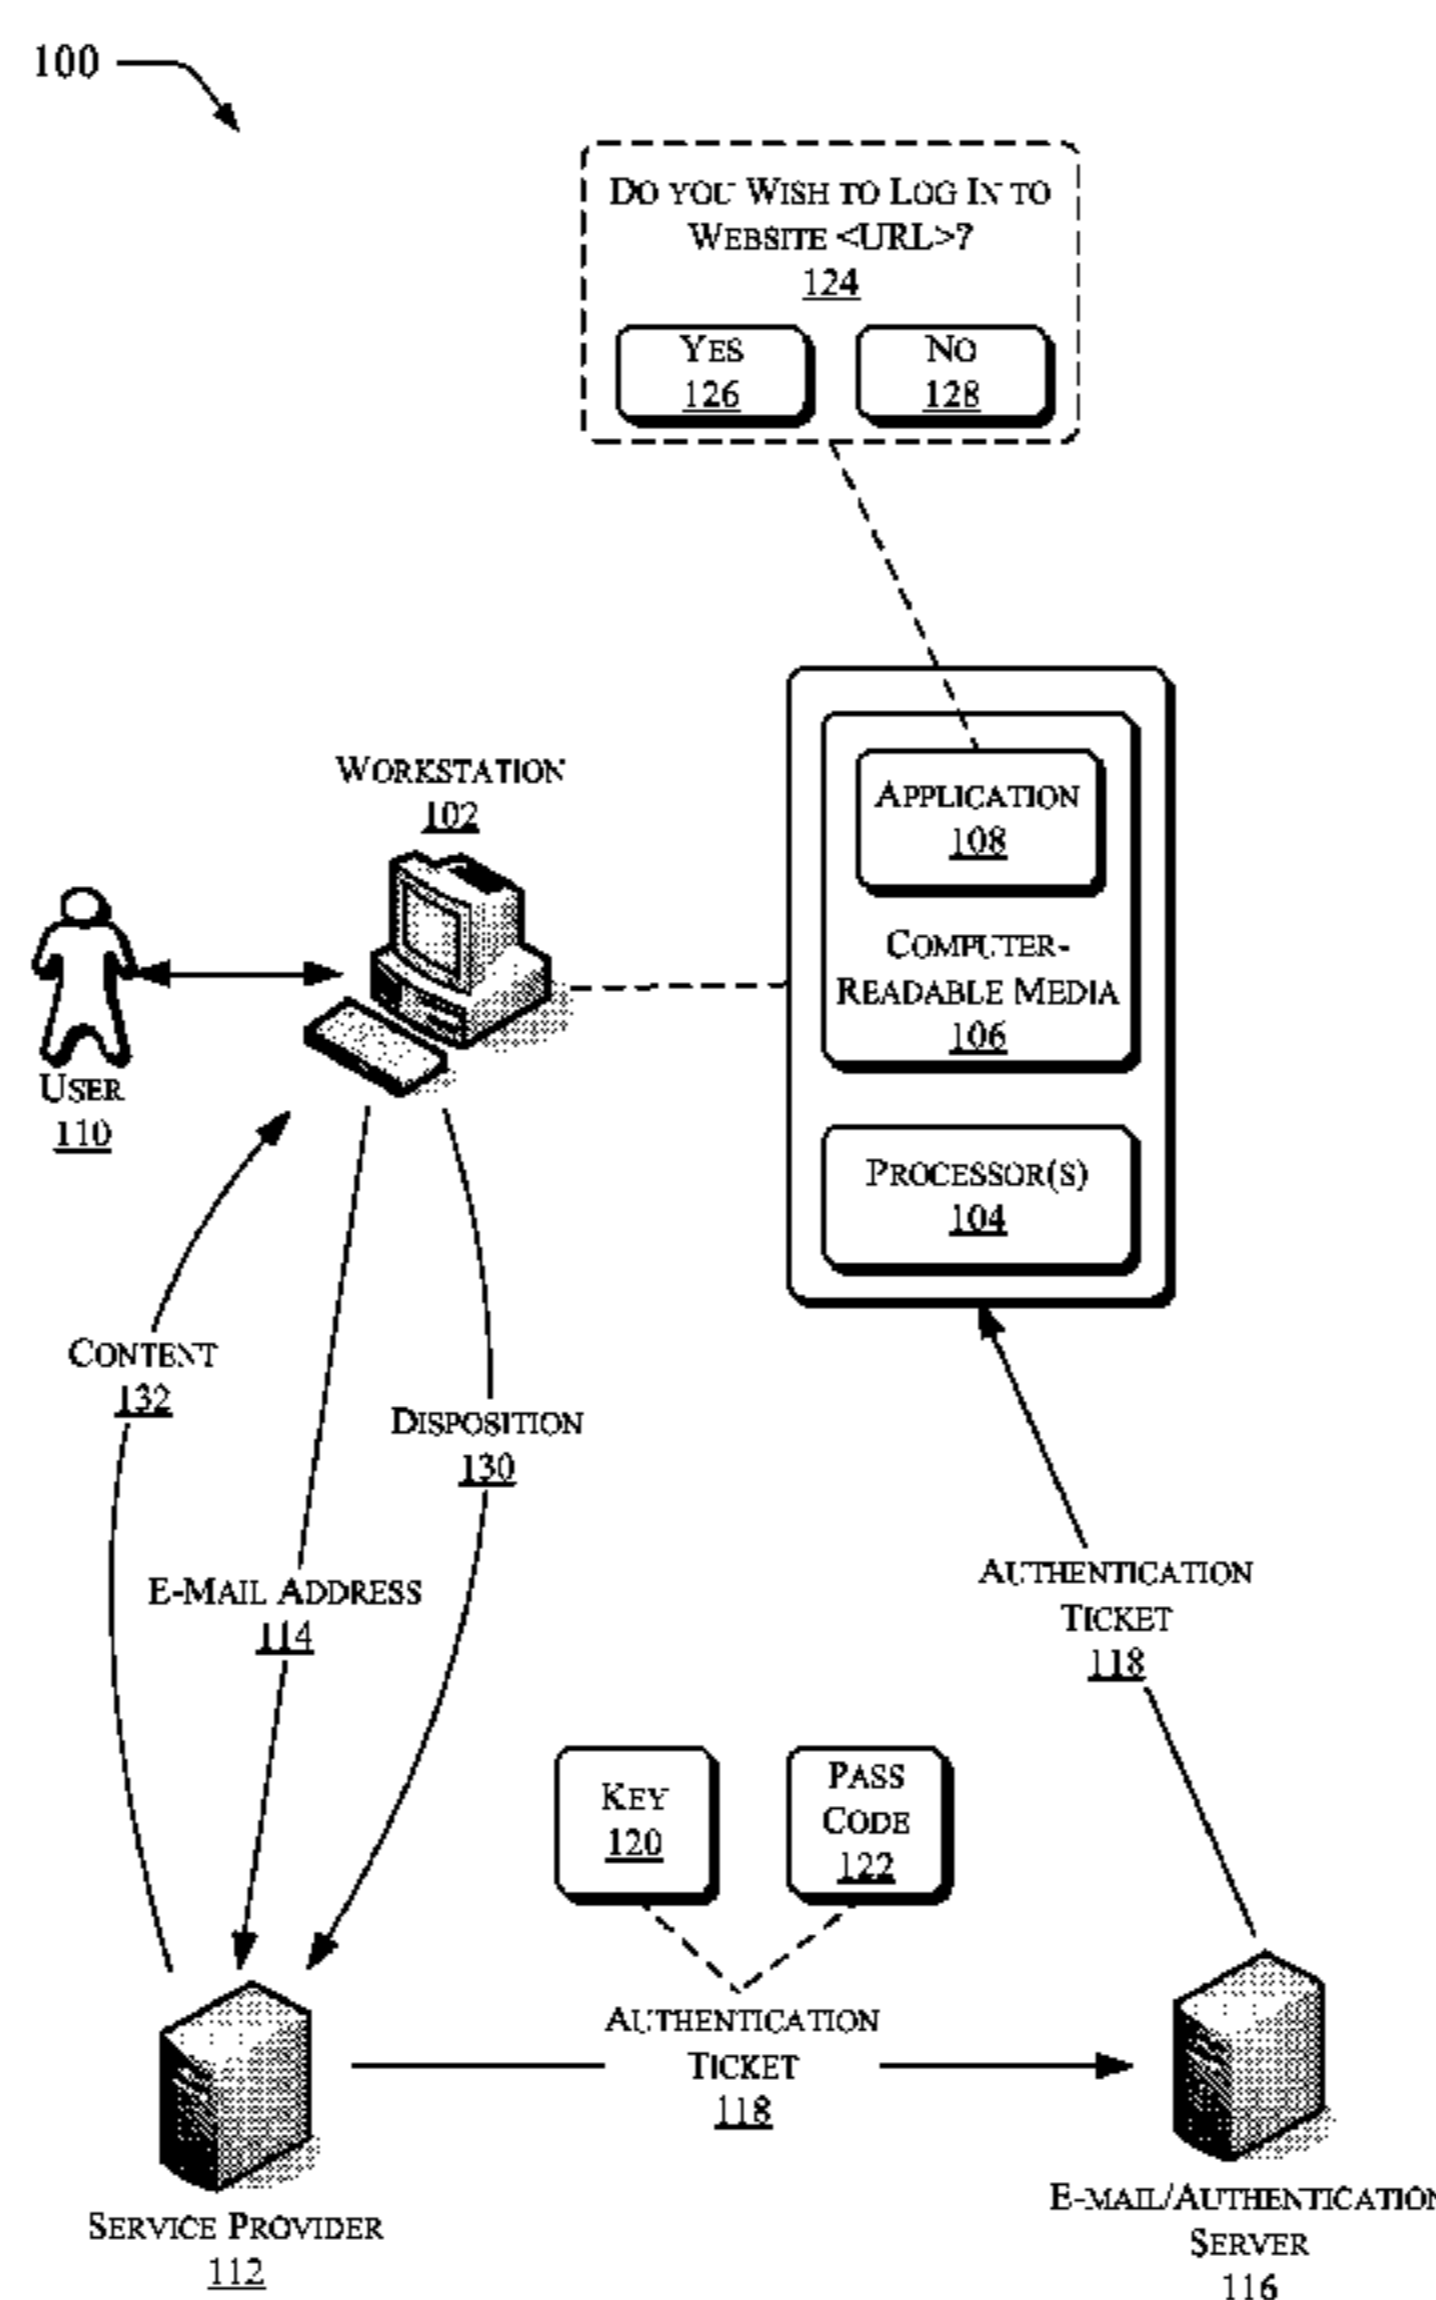 100
DO YOU WISH TO LOG IN TO
WEBSITE <URL>?
124
YES
126
NO
128
WORKSTATION
102
APPLICATION
108
COMPUTER-
READABLE MEDIA
106
PROCESSOR(S)
104
USER
110
CONTENT
132
DISPOSITION
130
E-MAIL ADDRESS
114
AUTHENTICATION
TICKET
118
KEY
120
PASS
CODE
122
AUTHENTICATION
TICKET
118
SERVICE PROVIDER
112
E-MAIL/AUTHENTICATION
SERVER
116